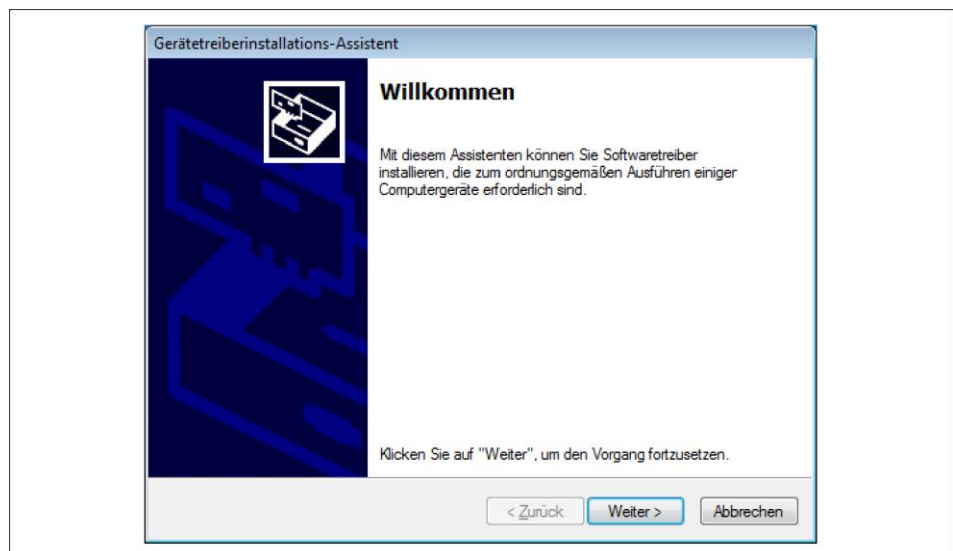 Gerätetreiberinstallations-Assistent
Willkommen
Mit diesem Assistenten können Sie Softwaretreiber
installieren, die zum ordnungsgemäßen Ausführen einiger
Computergeräte erforderlich sind.
Klicken Sie auf "Weiter", um den Vorgang fortzusetzen.
< Zurück Weiter > Abbrechen